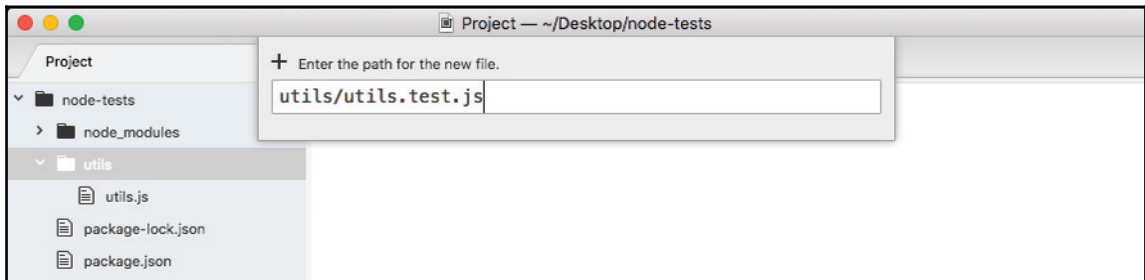 Project — ~/Desktop/node-tests
Project
Enter the path for the new file.
utils/utils.test.js
node-tests
node_modules
utils
utils.js
package-lock.json
package.json